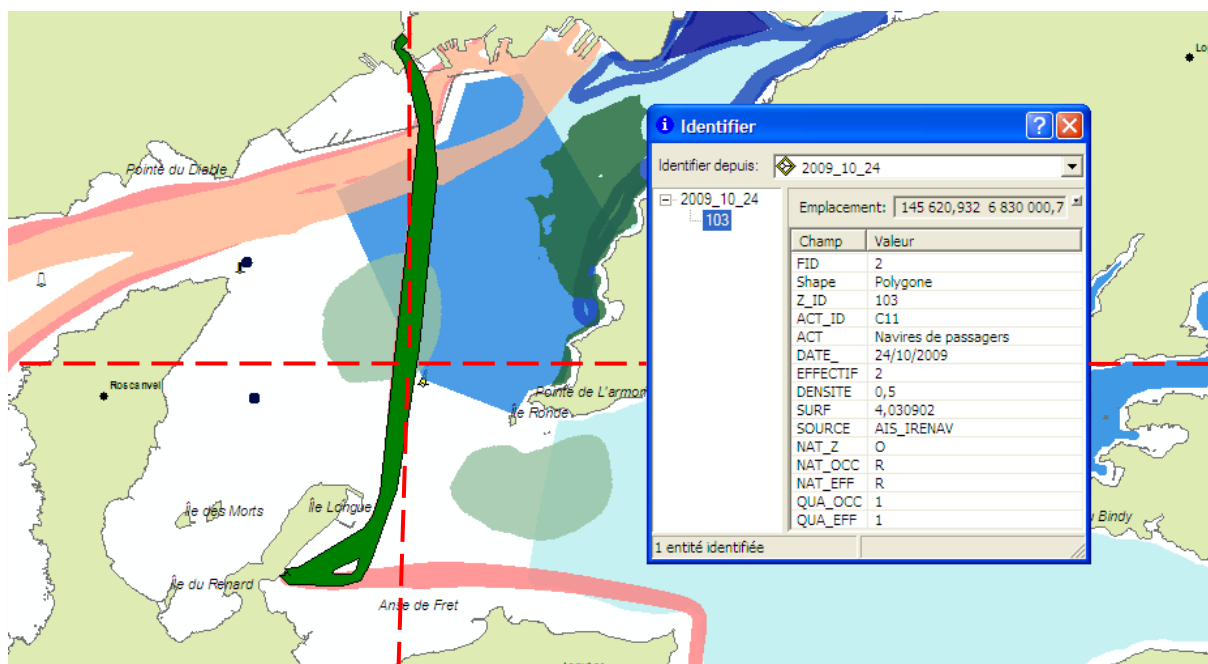 Pointe du Diable
Roscanvel
Pointe de L'armor
Île Ronde
Île des Morts
Île Longue
Île du Renard
Anse de Fret
Bindy
Identifier
Identifier depuis:
2009_10_24
2009_10_24
103
Emplacement:
145 620,932 6 830 000,7
Champ Valeur
FID 2
Shape Polygone
Z_ID 103
ACT_ID C11
ACT Navires de passagers
DATE_ 24/10/2009
EFFECTIF 2
DENSITE 0,5
SURF 4,030902
SOURCE AIS_IRENAV
NAT_Z O
NAT_OCC R
NAT_EFF R
QUA_OCC 1
QUA_EFF 1
1 entité identifiée